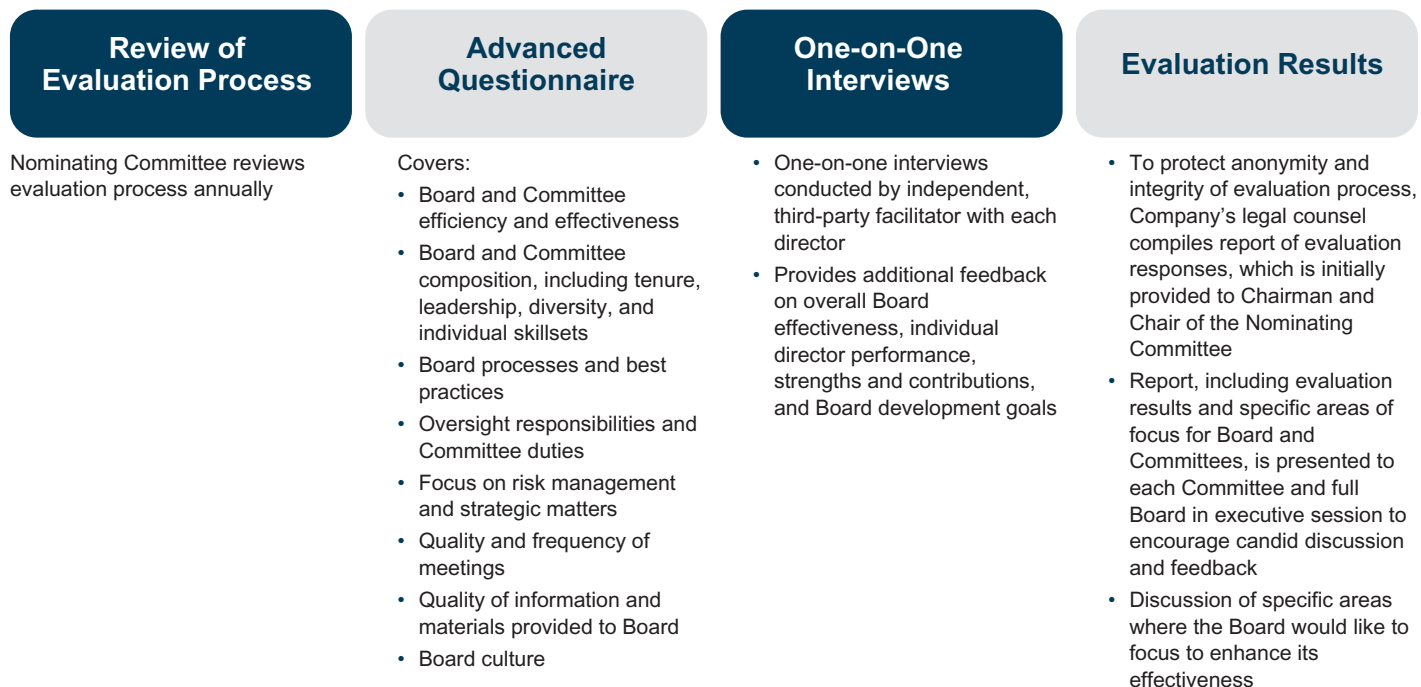 Review of
Evaluation Process
Nominating Committee reviews
evaluation process annually
Advanced
Questionnaire
Covers:
• Board and Committee
efficiency and effectiveness
• Board and Committee
composition, including tenure,
leadership, diversity, and
individual skillsets
• Board processes and best
practices
• Oversight responsibilities and
Committee duties
• Focus on risk management
and strategic matters
• Quality and frequency of
meetings
• Quality of information and
materials provided to Board
• Board culture
One-on-One
Interviews
• One-on-one interviews
conducted by independent,
third-party facilitator with each
director
• Provides additional feedback
on overall Board
effectiveness, individual
director performance,
strengths and contributions,
and Board development goals
Evaluation Results
• To protect anonymity and
integrity of evaluation process,
Company’s legal counsel
compiles report of evaluation
responses, which is initially
provided to Chairman and
Chair of the Nominating
Committee
• Report, including evaluation
results and specific areas of
focus for Board and
Committees, is presented to
each Committee and full
Board in executive session to
encourage candid discussion
and feedback
• Discussion of specific areas
where the Board would like to
focus to enhance its
effectiveness